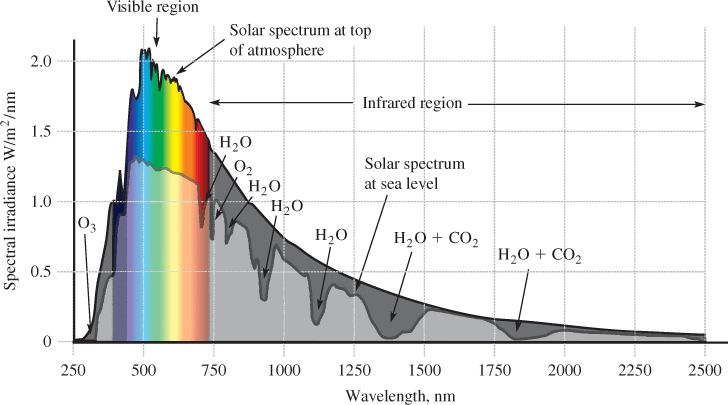 Visible region
Solar spectrum at top
of atmosphere
2.0
Infrared region
1.5
H₂O
O₂
Solar spectrum
at sea level
H₂O
1.0
H₂O
O₃
H₂O
H₂O + CO₂
H₂O + CO₂
0.5
0
Spectral irradiance W/m²/nm
250 500 750 1000 1250 1500 1750 2000 2250 2500
Wavelength, nm